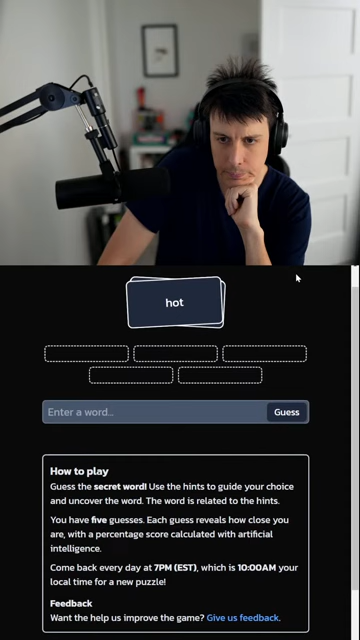 hot
Enter a word...
Guess
How to play
Guess the secret word! Use the hints to guide your choice
and uncover the word. The word is related to the hints.
You have five guesses. Each guess reveals how close you
are, with a percentage score calculated with artificial
intelligence.
Come back every day at 7PM (EST), which is 10:00AM your
local time for a new puzzle!
Feedback
Want the help us improve the game? Give us feedback.